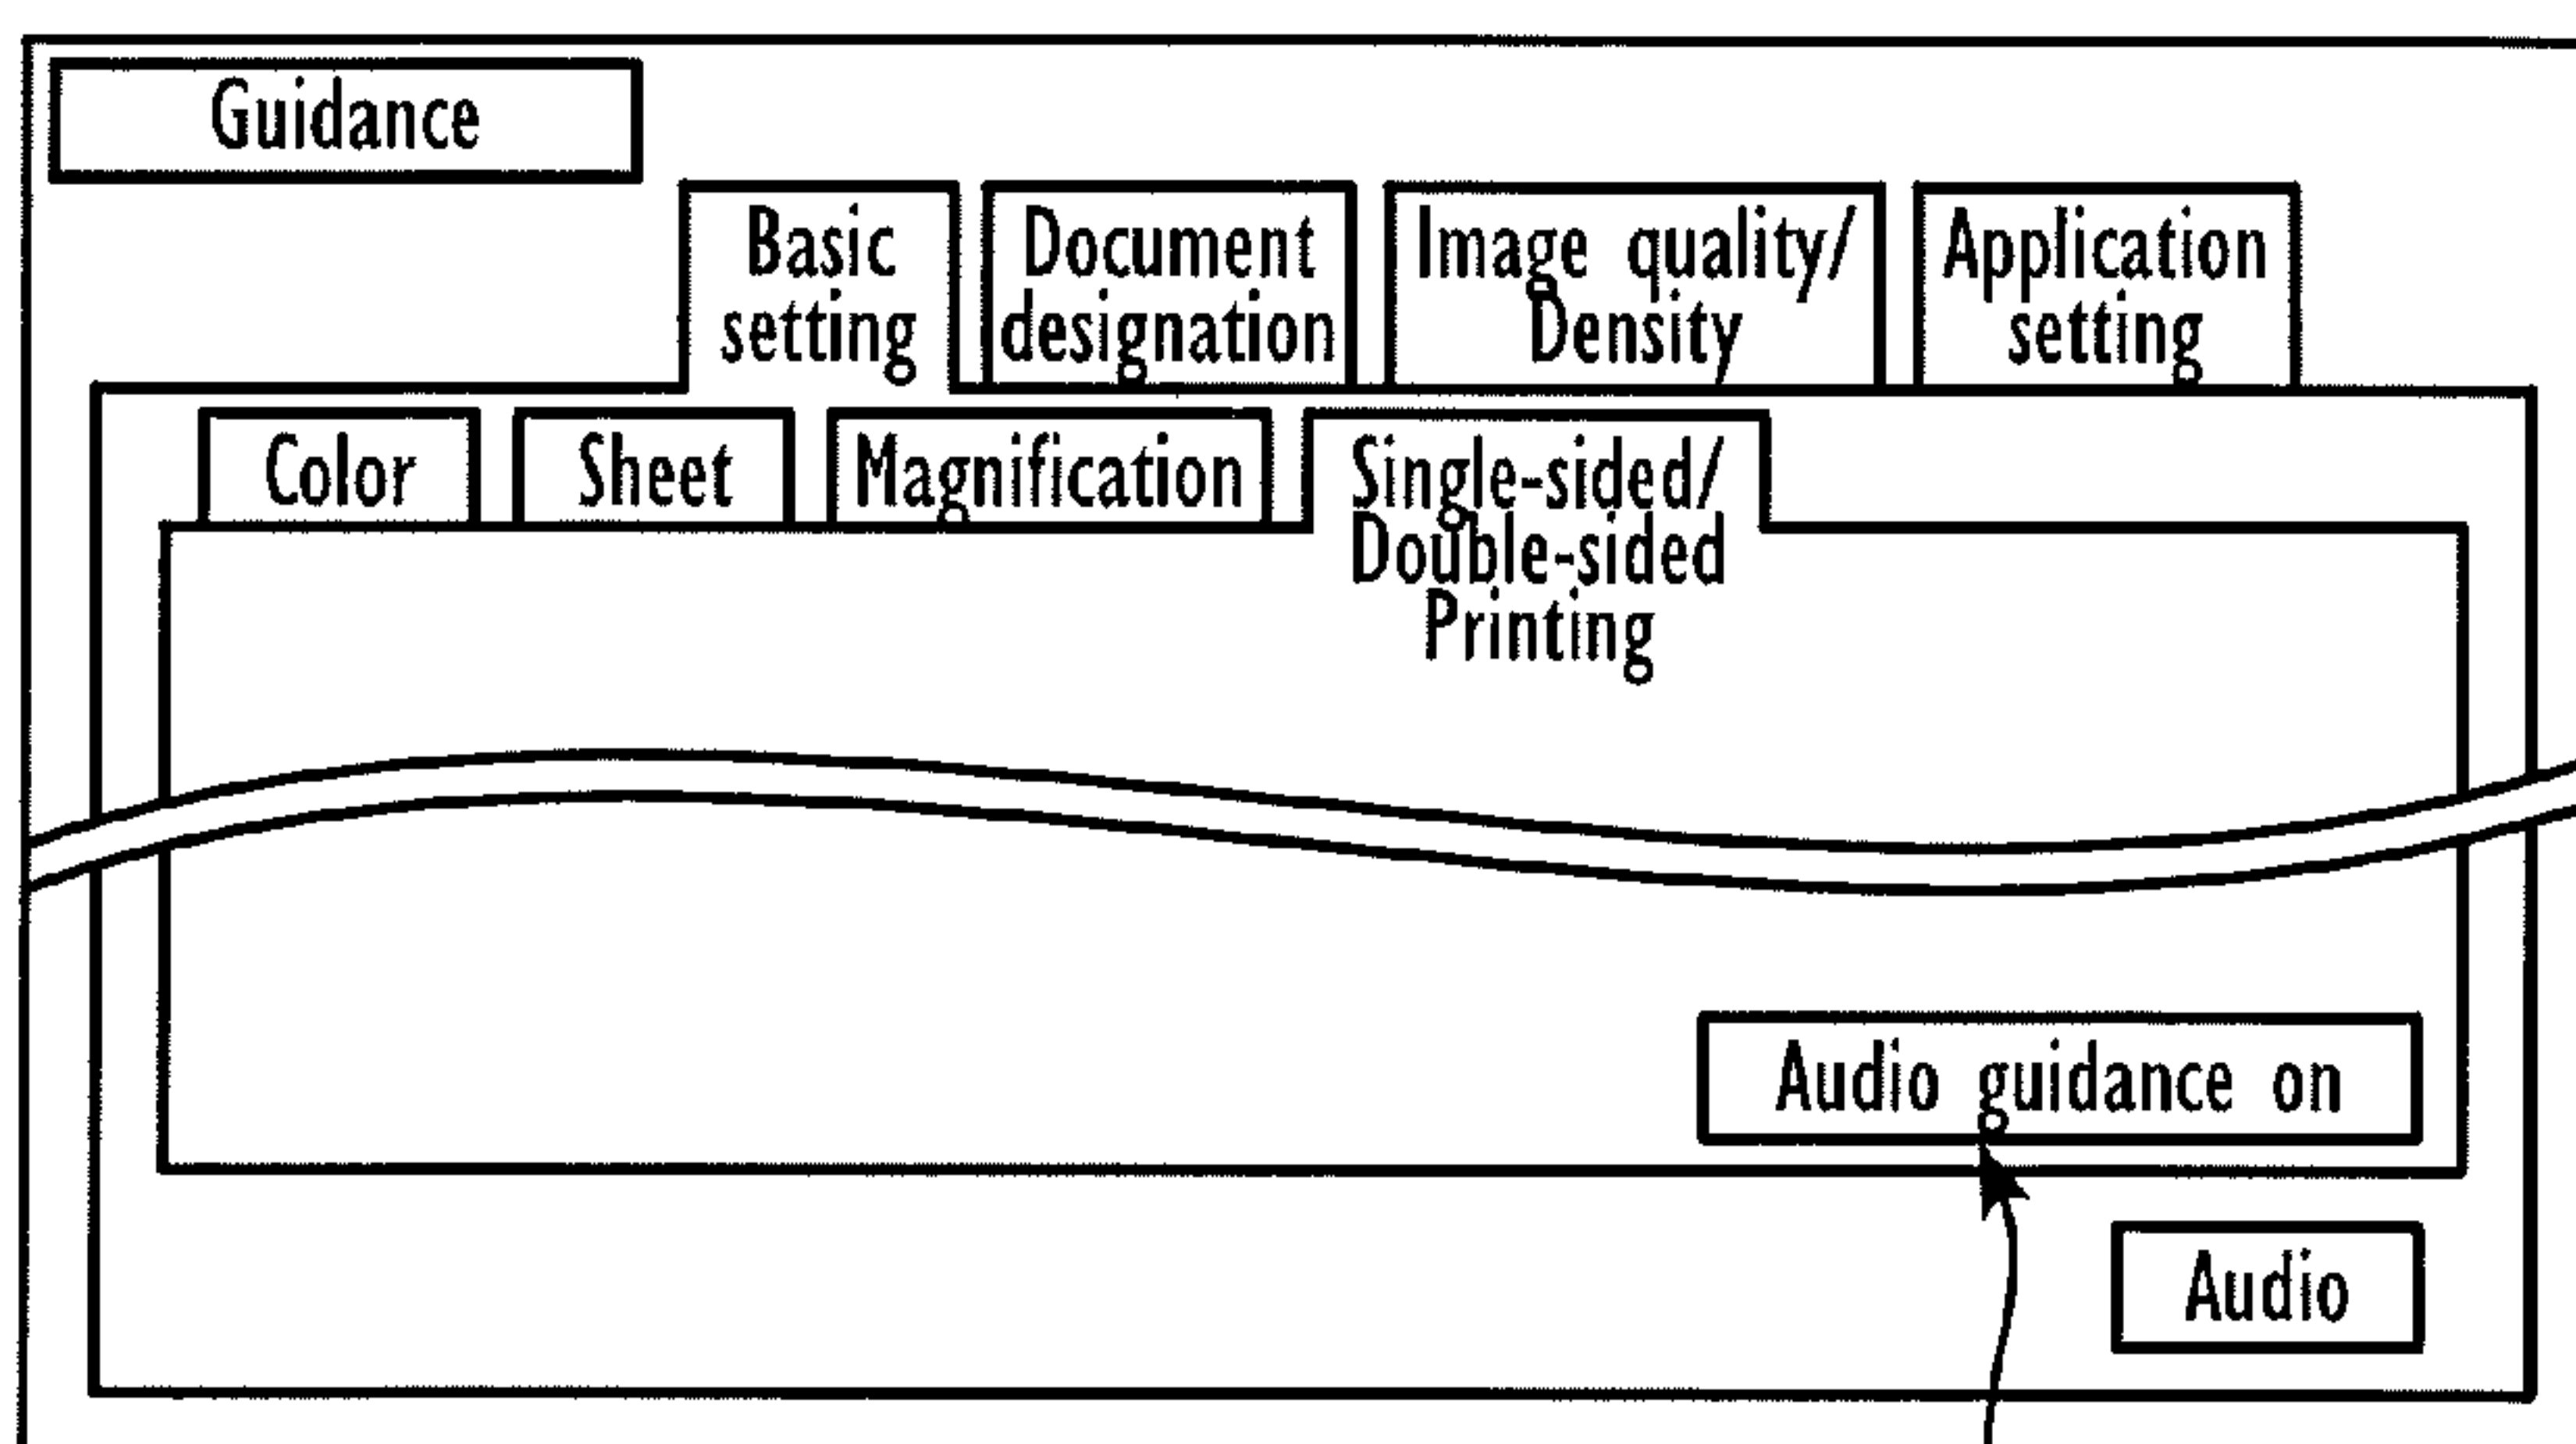 Guidance
Basic
setting
Document
designation
Image quality/
Density
Application
setting
Color
Sheet
Magnification
Single-sided/
Double-sided
Printing
Audio guidance on
Audio